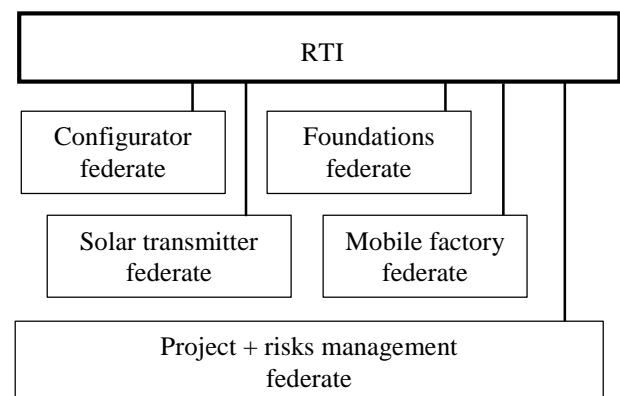 RTI
Configurator
federate
Foundations
federate
Solar transmitter
federate
Mobile factory
federate
Project + risks management
federate